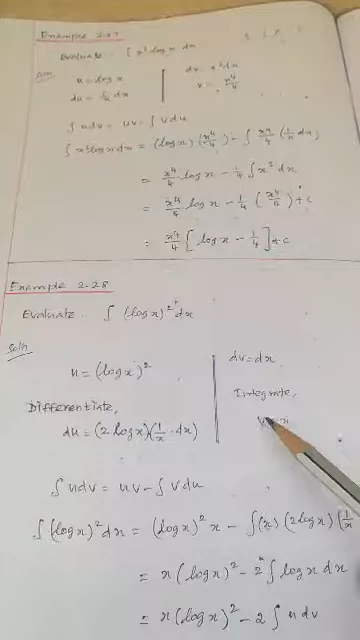 Example 2.27
Evaluate : ∫ x³ log x dx
Soln
u = log x
du = 1/x dx
dv = x³ dx
v = x⁴/4
∫ u dv = uv - ∫ v du
∫ x³ log x dx = (log x) (x⁴/4) - ∫ x⁴/4 (1/x dx)
= x⁴/4 log x - 1/4 ∫ x³ dx
= x⁴/4 log x - 1/4 (x⁴/4) + c
= x⁴/4 [log x - 1/4] + c
Example 2.28
Evaluate : ∫ (log x)² dx
Soln
u = (log x)²
Differentiate,
du = (2 log x) (1/x · dx)
dv = dx
Integrate,
∫ u dv = uv - ∫ v du
∫ (log x)² dx = (log x)² x - ∫ (x) (2 log x) (1/x
= x (log x)² - 2 ∫ log x dx
= x (log x)² - 2 ∫ u dv